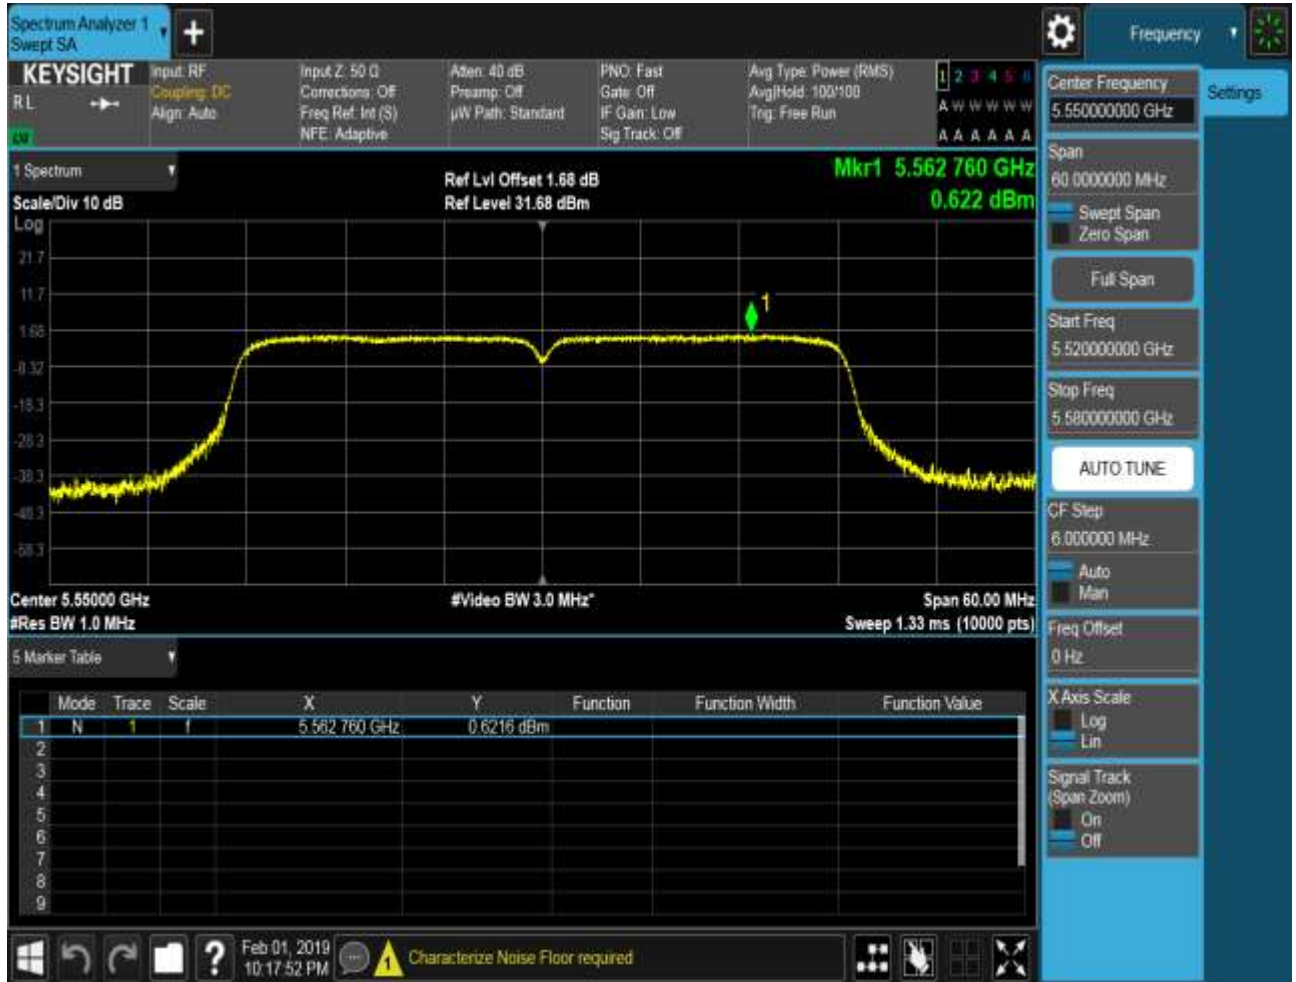 Spectrum Analyzer 1
Swept SA
Frequency
KEYSIGHT
R L
Input: RF
Coupling: DC
Align: Auto
Input Z: 50 Ω
Corrections: Off
Freq Ref: Int (S)
NFE: Adaptive
Atten: 40 dB
Preamp: Off
µW Path: Standard
PNO: Fast
Gate: Off
IF Gain: Low
Sig Track: Off
Avg Type: Power (RMS)
Avg|Hold: 100/100
Trig: Free Run
1 2 3 4 5 6
A W W W W W
A A A A A A
1 Spectrum
Scale/Div 10 dB
Ref Lvl Offset 1.68 dB
Ref Level 31.68 dBm
Mkr1 5.562 760 GHz
0.622 dBm
Log
21.7
11.7
1.68
-8.32
-18.3
-28.3
-38.3
-48.3
-58.3
1
Center 5.55000 GHz
#Res BW 1.0 MHz
#Video BW 3.0 MHz*
Span 60.00 MHz
Sweep 1.33 ms (10000 pts)
5 Marker Table
Mode Trace Scale X Y Function Function Width Function Value
1 N 1 f 5.562 760 GHz 0.6216 dBm
2
3
4
5
6
7
8
9
Feb 01, 2019
10:17:52 PM
?
1
Characterize Noise Floor required
Settings
Center Frequency
5.550000000 GHz
Span
60.0000000 MHz
Swept Span
Zero Span
Full Span
Start Freq
5.520000000 GHz
Stop Freq
5.580000000 GHz
AUTO TUNE
CF Step
6.000000 MHz
Auto
Man
Freq Offset
0 Hz
X Axis Scale
Log
Lin
Signal Track
(Span Zoom)
On
Off